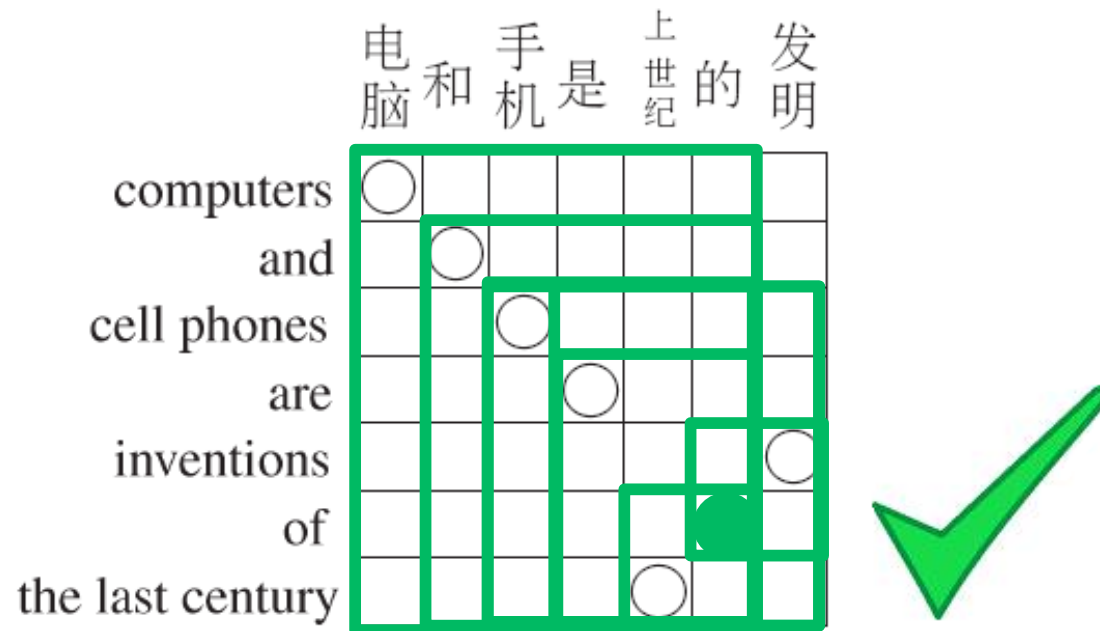 电脑 和 手机 是 上世纪 的 发明
computers
and
cell phones
are
inventions
of
the last century